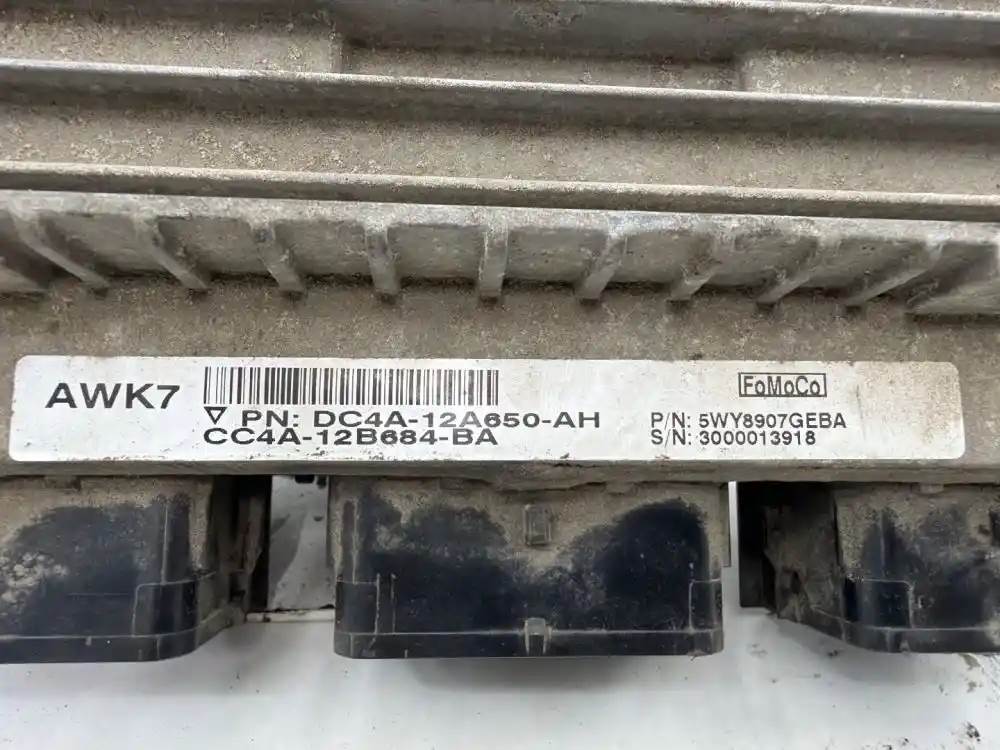 AWK7
▽ PN: DC4A-12A650-AH
CC4A-12B684-BA
FoMoCo
P/N: 5WY8907GEBA
S/N: 3000013918